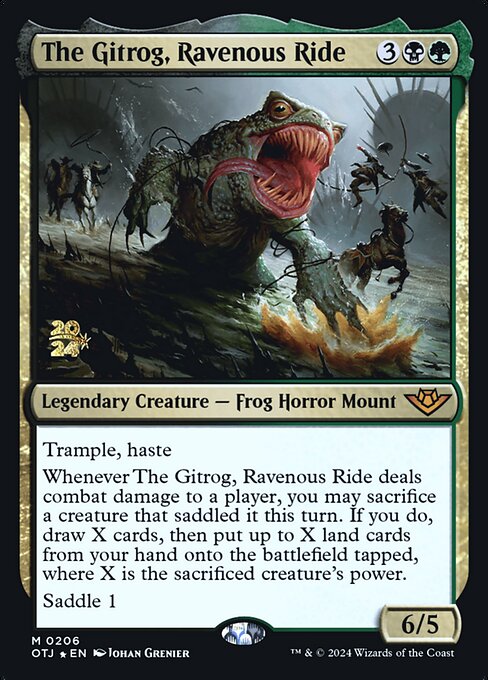 The Gitrog, Ravenous Ride 3
2024
Legendary Creature — Frog Horror Mount
Trample, haste
Whenever The Gitrog, Ravenous Ride deals
combat damage to a player, you may sacrifice
a creature that saddled it this turn. If you do,
draw X cards, then put up to X land cards
from your hand onto the battlefield tapped,
where X is the sacrificed creature's power.
Saddle 1
6/5
M 0206
OTJ ★ EN Johan Grenier
™ & © 2024 Wizards of the Coast